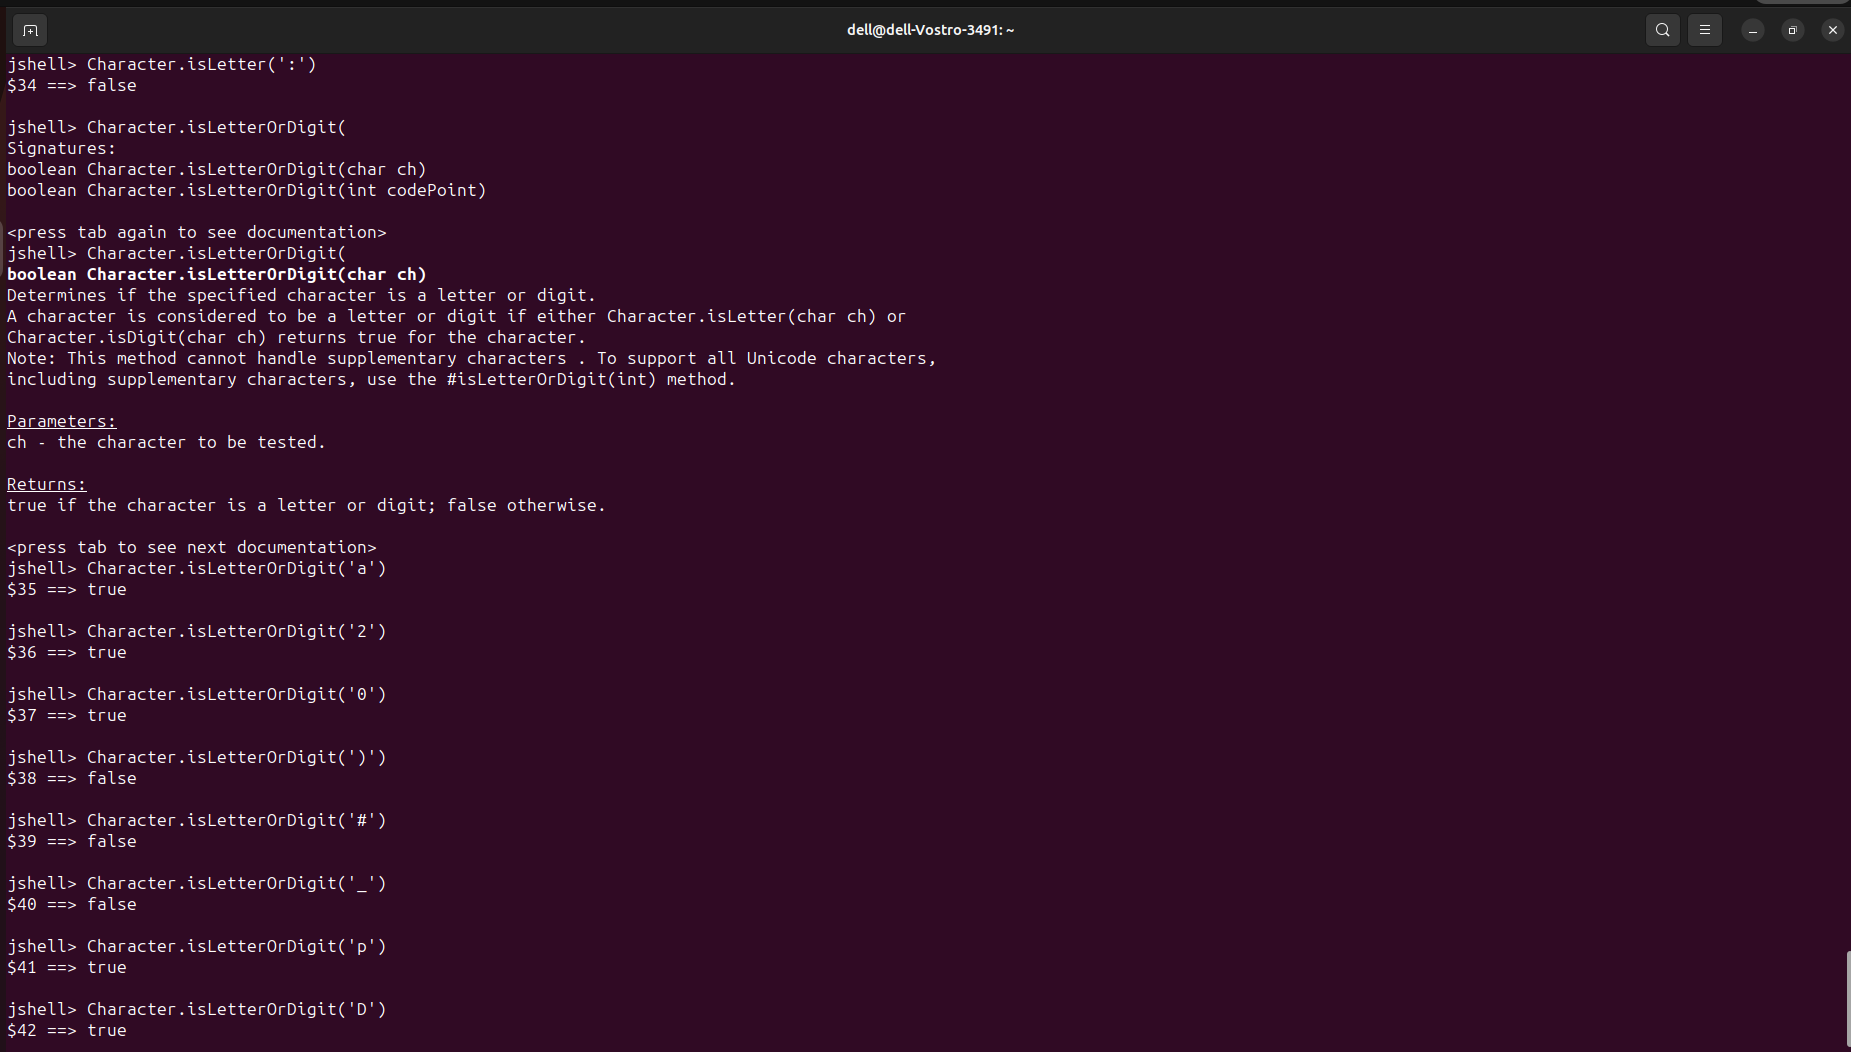 dell@dell-Vostro-3491: ~
jshell> Character.isLetter(':')
$34 ==> false
jshell> Character.isLetterOrDigit(
Signatures:
boolean Character.isLetterOrDigit(char ch)
boolean Character.isLetterOrDigit(int codePoint)
<press tab again to see documentation>
jshell> Character.isLetterOrDigit(
boolean Character.isLetterOrDigit(char ch)
Determines if the specified character is a letter or digit.
A character is considered to be a letter or digit if either Character.isLetter(char ch) or
Character.isDigit(char ch) returns true for the character.
Note: This method cannot handle supplementary characters . To support all Unicode characters,
including supplementary characters, use the #isLetterOrDigit(int) method.
Parameters:
ch - the character to be tested.
Returns:
true if the character is a letter or digit; false otherwise.
<press tab to see next documentation>
jshell> Character.isLetterOrDigit('a')
$35 ==> true
jshell> Character.isLetterOrDigit('2')
$36 ==> true
jshell> Character.isLetterOrDigit('0')
$37 ==> true
jshell> Character.isLetterOrDigit(')')
$38 ==> false
jshell> Character.isLetterOrDigit('#')
$39 ==> false
jshell> Character.isLetterOrDigit('_')
$40 ==> false
jshell> Character.isLetterOrDigit('p')
$41 ==> true
jshell> Character.isLetterOrDigit('D')
$42 ==> true